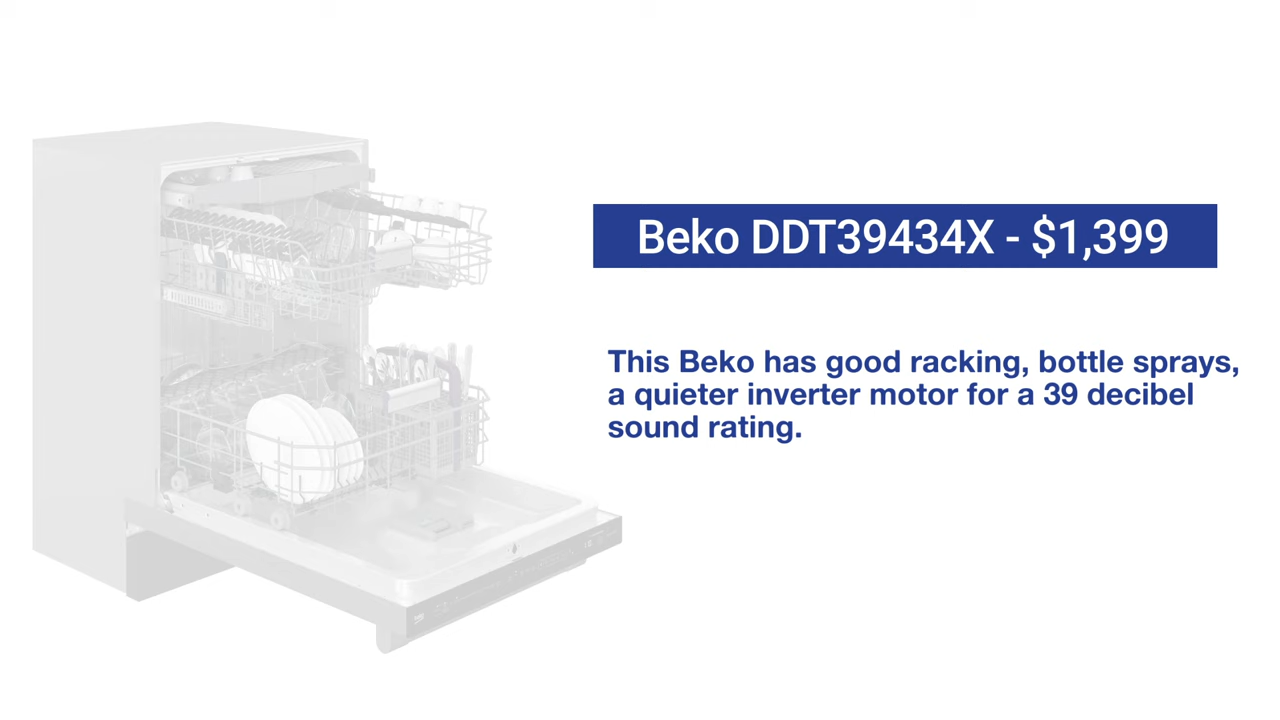 Beko DDT39434X - $1,399
This Beko has good racking, bottle sprays,
a quieter inverter motor for a 39 decibel
sound rating.